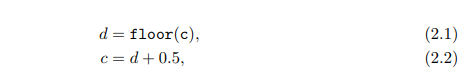 d = floor(c), (2.1)
c = d + 0.5, (2.2)